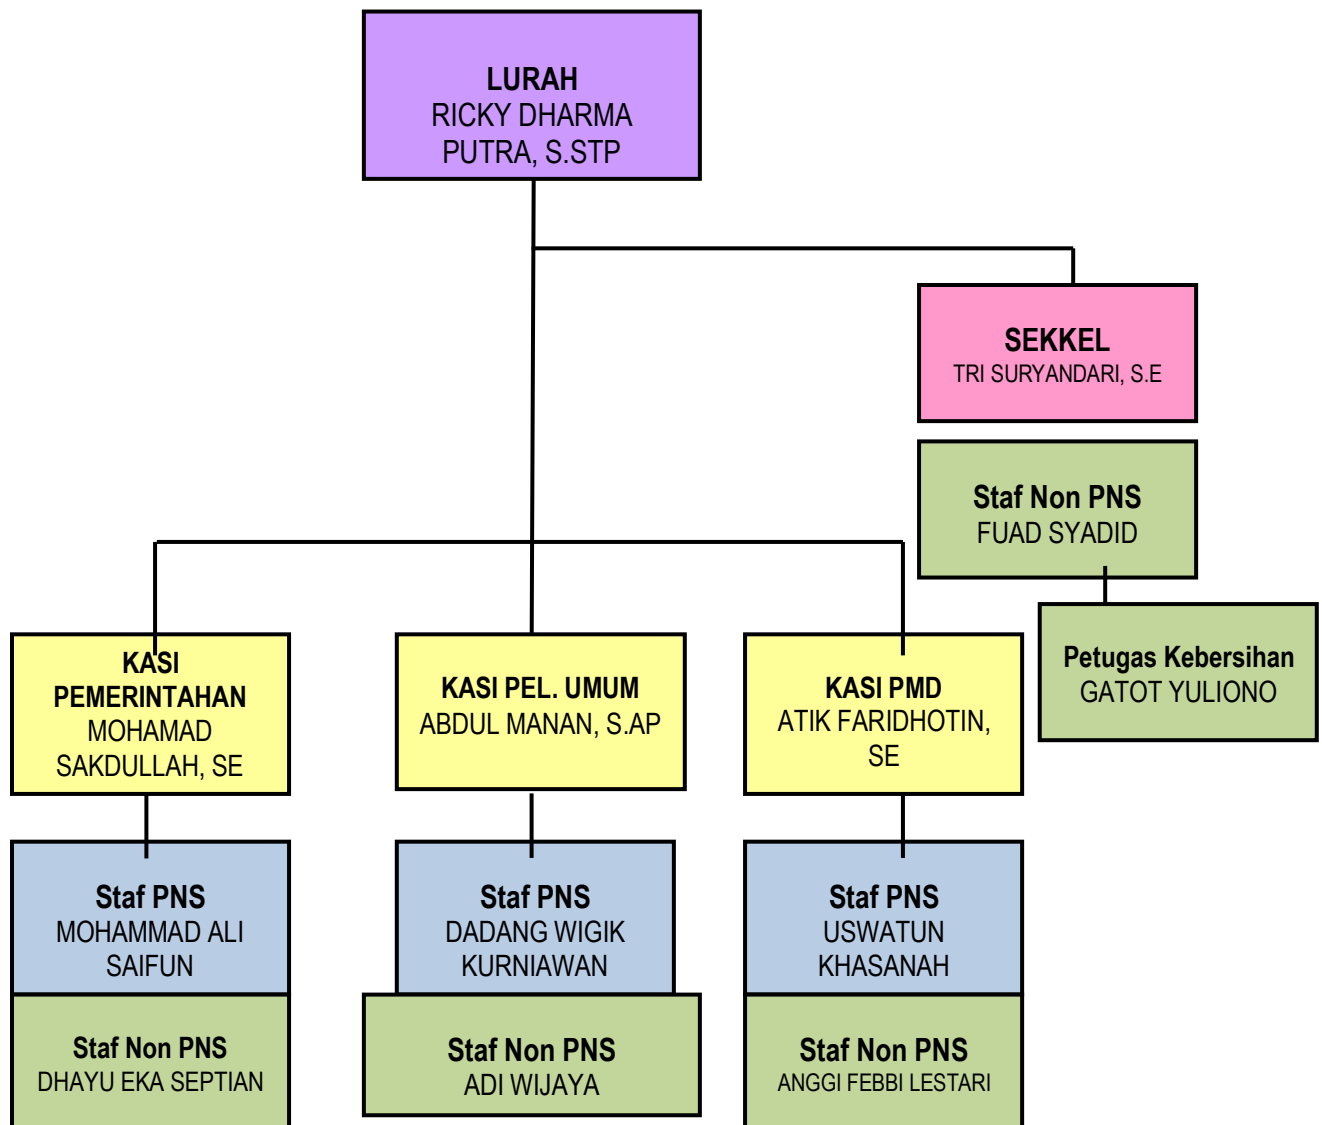 LURAH
RICKY DHARMA
PUTRA, S.STP
SEKKEL
TRI SURYANDARI, S.E
Staf Non PNS
FUAD SYADID
Petugas Kebersihan
GATOT YULIONO
KASI
PEMERINTAHAN
MOHAMAD
SAKDULLAH, SE
KASI PEL. UMUM
ABDUL MANAN, S.AP
KASI PMD
ATIK FARIDHOTIN,
SE
Staf PNS
MOHAMMAD ALI
SAIFUN
Staf PNS
DADANG WIGIK
KURNIAWAN
Staf PNS
USWATUN
KHASANAH
Staf Non PNS
DHAYU EKA SEPTIAN
Staf Non PNS
ADI WIJAYA
Staf Non PNS
ANGGI FEBBI LESTARI